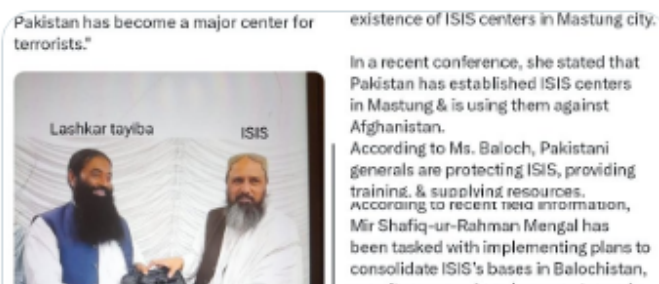 Pakistan has become a major center for
terrorists."
Lashkar tayiba
ISIS
existence of ISIS centers in Mastung city.
In a recent conference, she stated that
Pakistan has established ISIS centers
in Mastung & is using them against
Afghanistan.
According to Ms. Baloch, Pakistani
generals are protecting ISIS, providing
training, & supplying resources.
According to recent field information,
Mir Shafiq-ur-Rahman Mengal has
been tasked with implementing plans to
consolidate ISIS's bases in Balochistan,